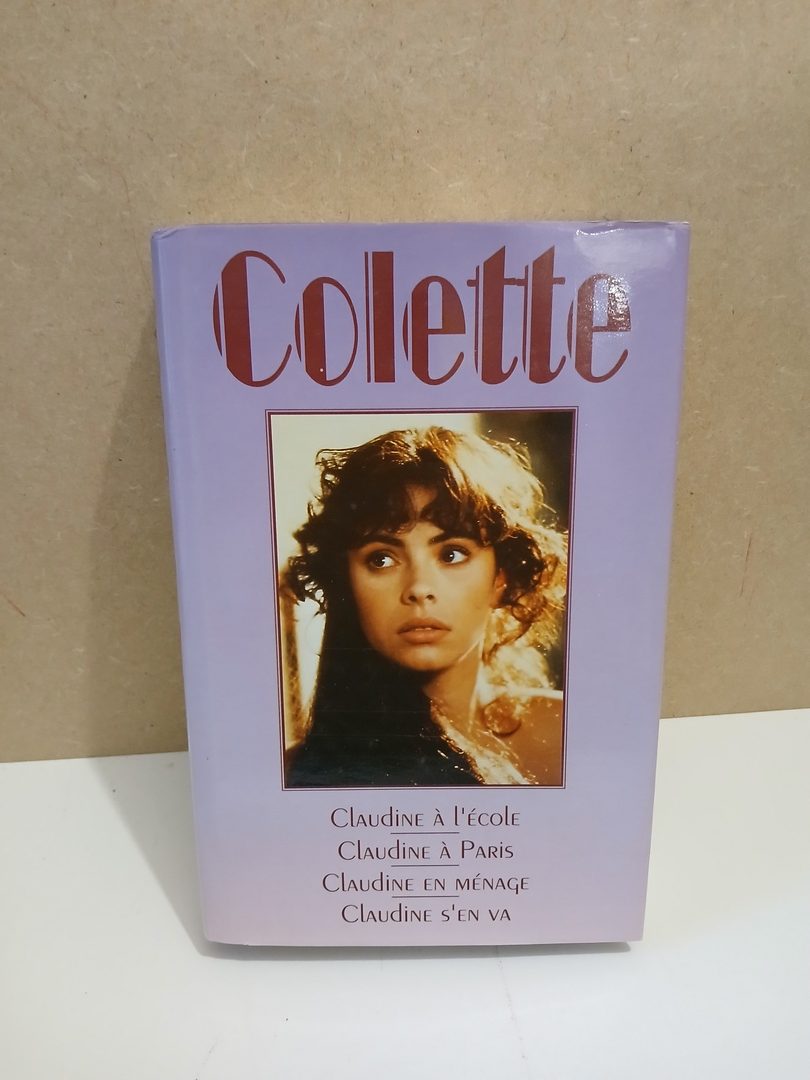 Colette
Claudine à l'école
Claudine à Paris
Claudine en ménage
Claudine s'en va